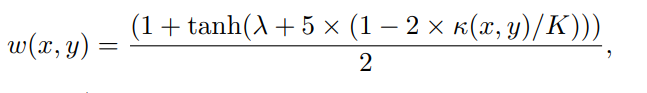 w(x, y) = (1 + tanh(λ + 5 × (1 − 2 × κ(x, y)/K))) / 2,